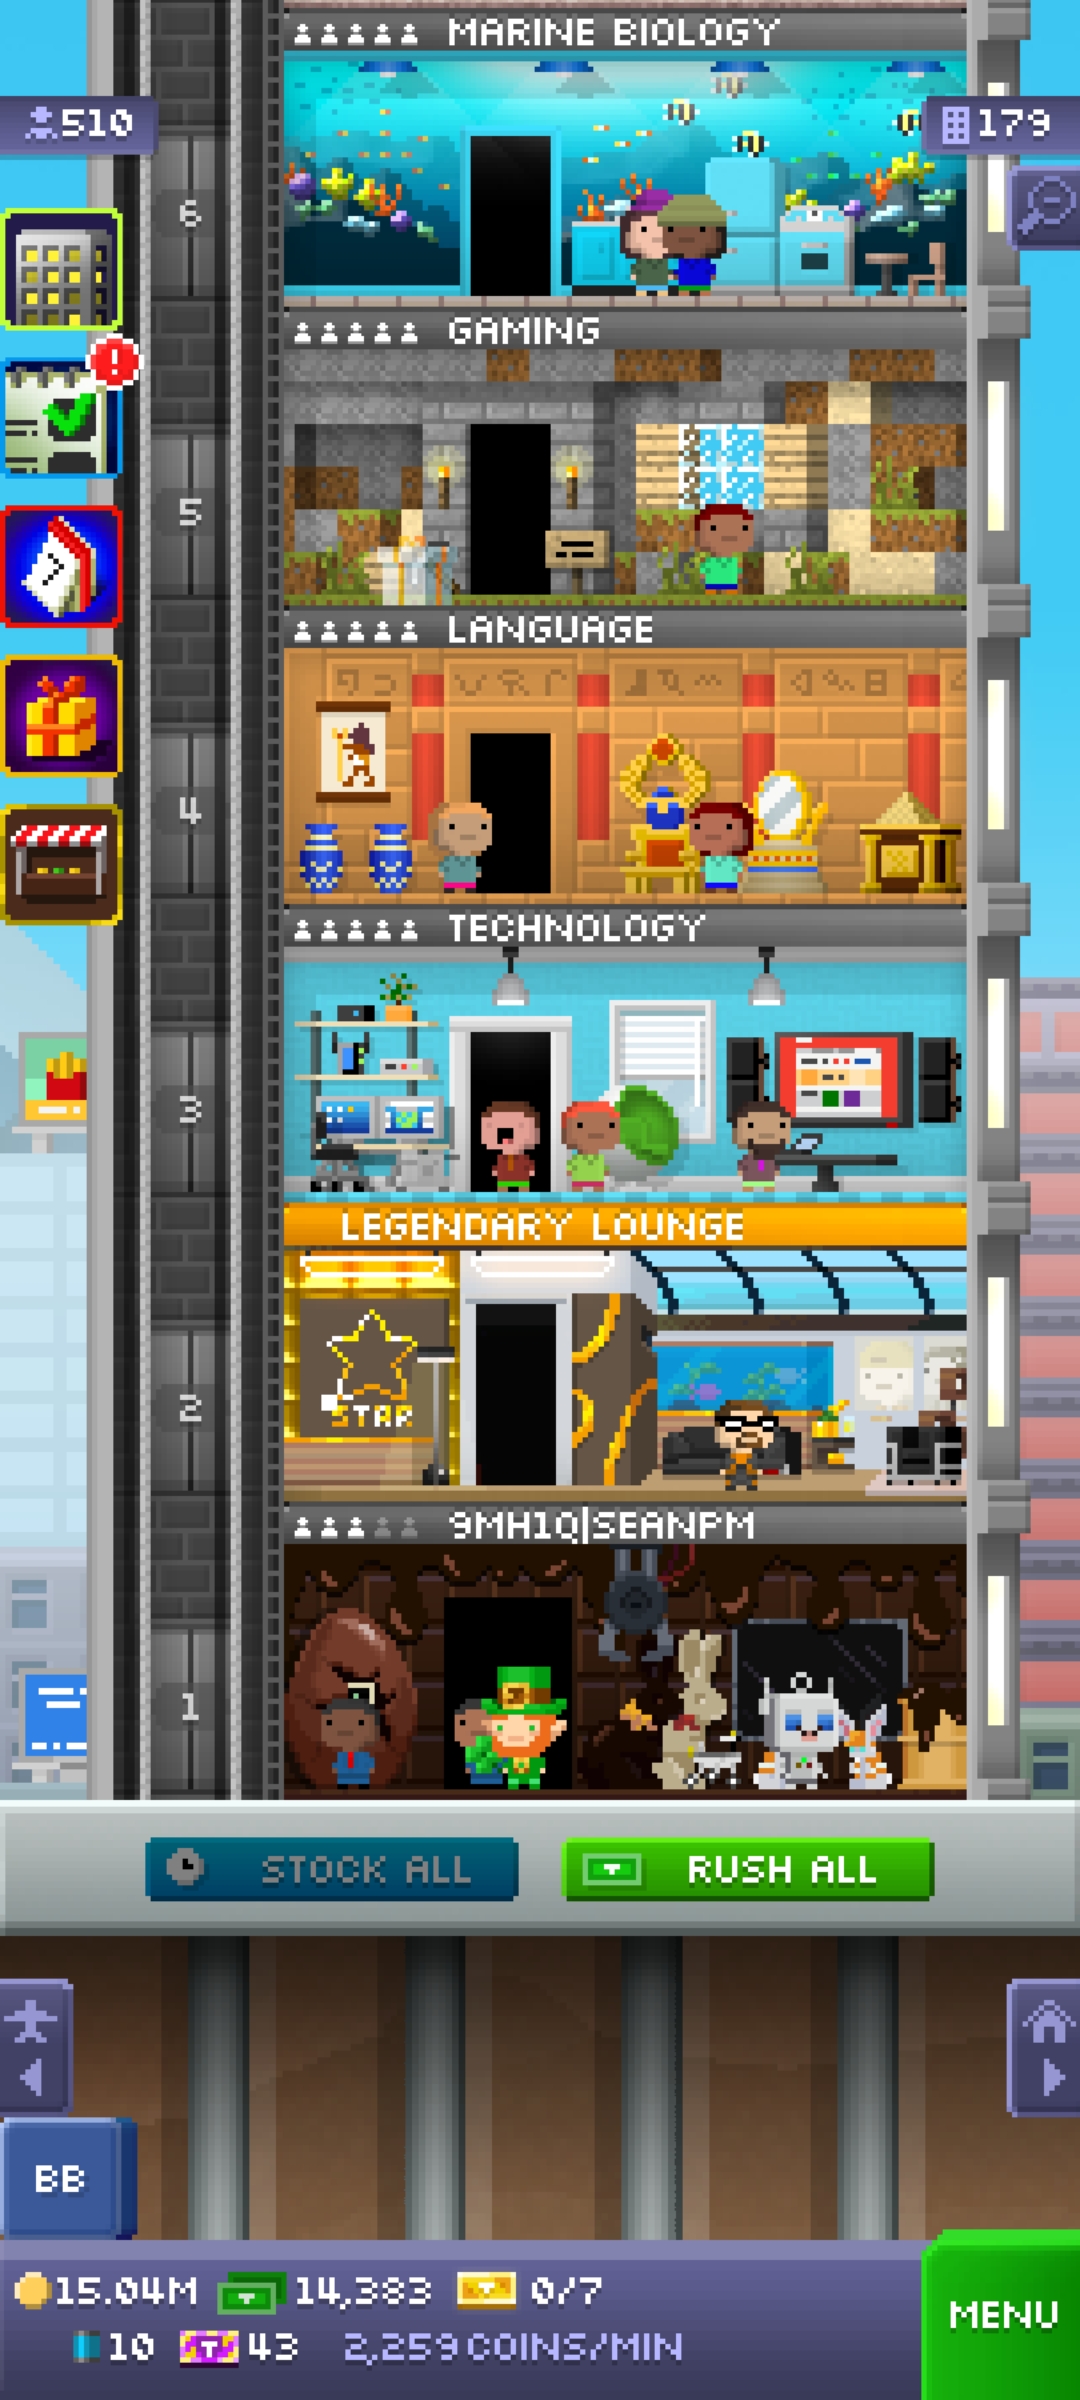 MARINE BIOLOGY
510
179
6
GAMING
5
LANGUAGE
4
TECHNOLOGY
3
LEGENDARY LOUNGE
STAR
2
9MH1Q|SEANPM
1
STOCK ALL
RUSH ALL
BB
15.04M 14,383 0/7
10 43 2,259 COINS/MIN
MENU